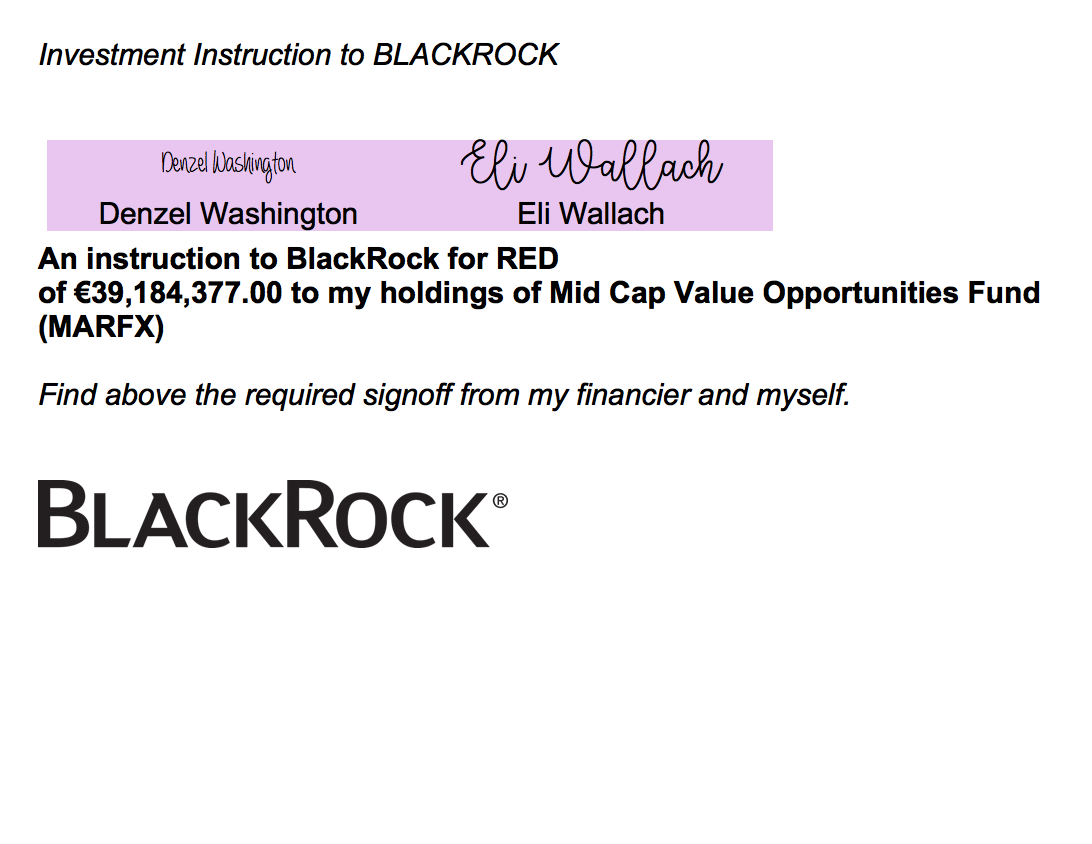 Investment Instruction to BLACKROCK
Denzel Washington Eli Wallach
Denzel Washington Eli Wallach
An instruction to BlackRock for RED
of €39,184,377.00 to my holdings of Mid Cap Value Opportunities Fund
(MARFX)
Find above the required signoff from my financier and myself.
BLACKROCK®